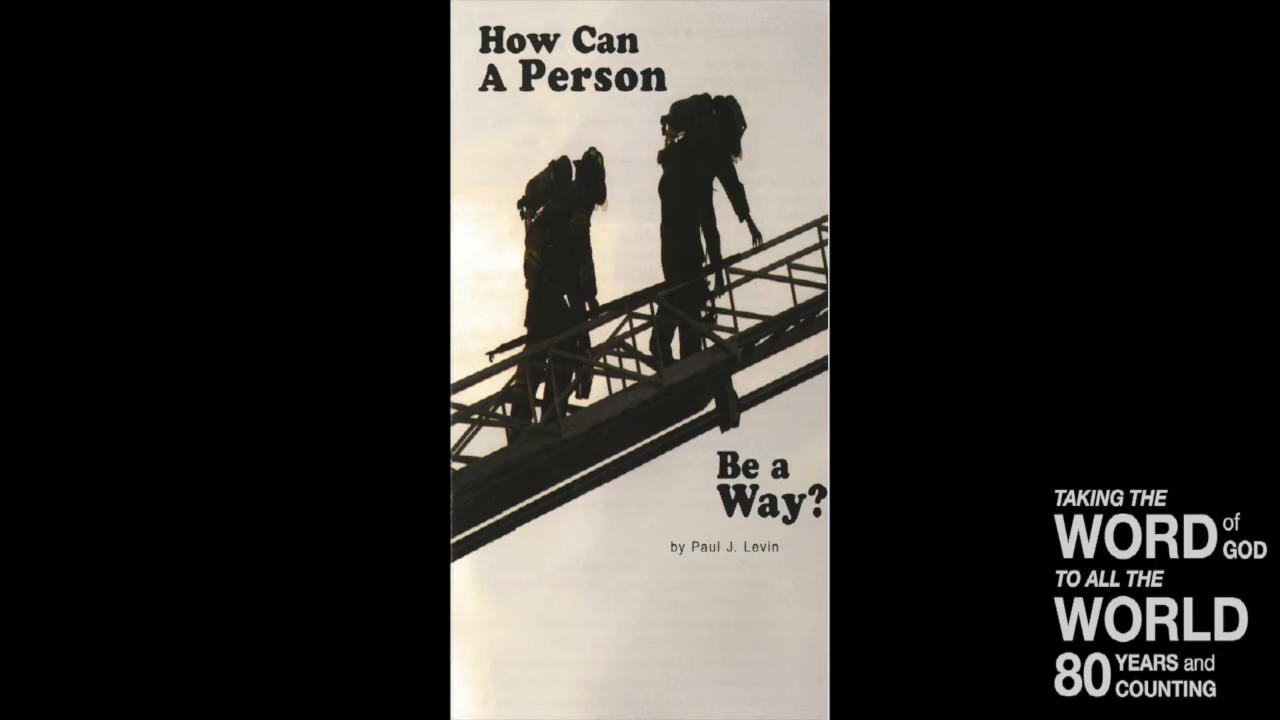 How Can
A Person
Be a
Way?
by Paul J. Levin
TAKING THE
WORD of
GOD
TO ALL THE
WORLD
80 YEARS and
COUNTING